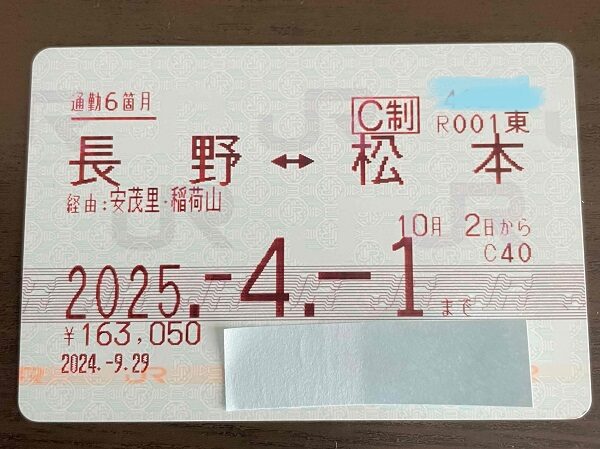 通勤6箇月
C制
R001東
長野↔松本
経由:安茂里・稲荷山
10月 2日から
C40
2025.-4.-1まで
¥163,050
2024.-9.29
JR